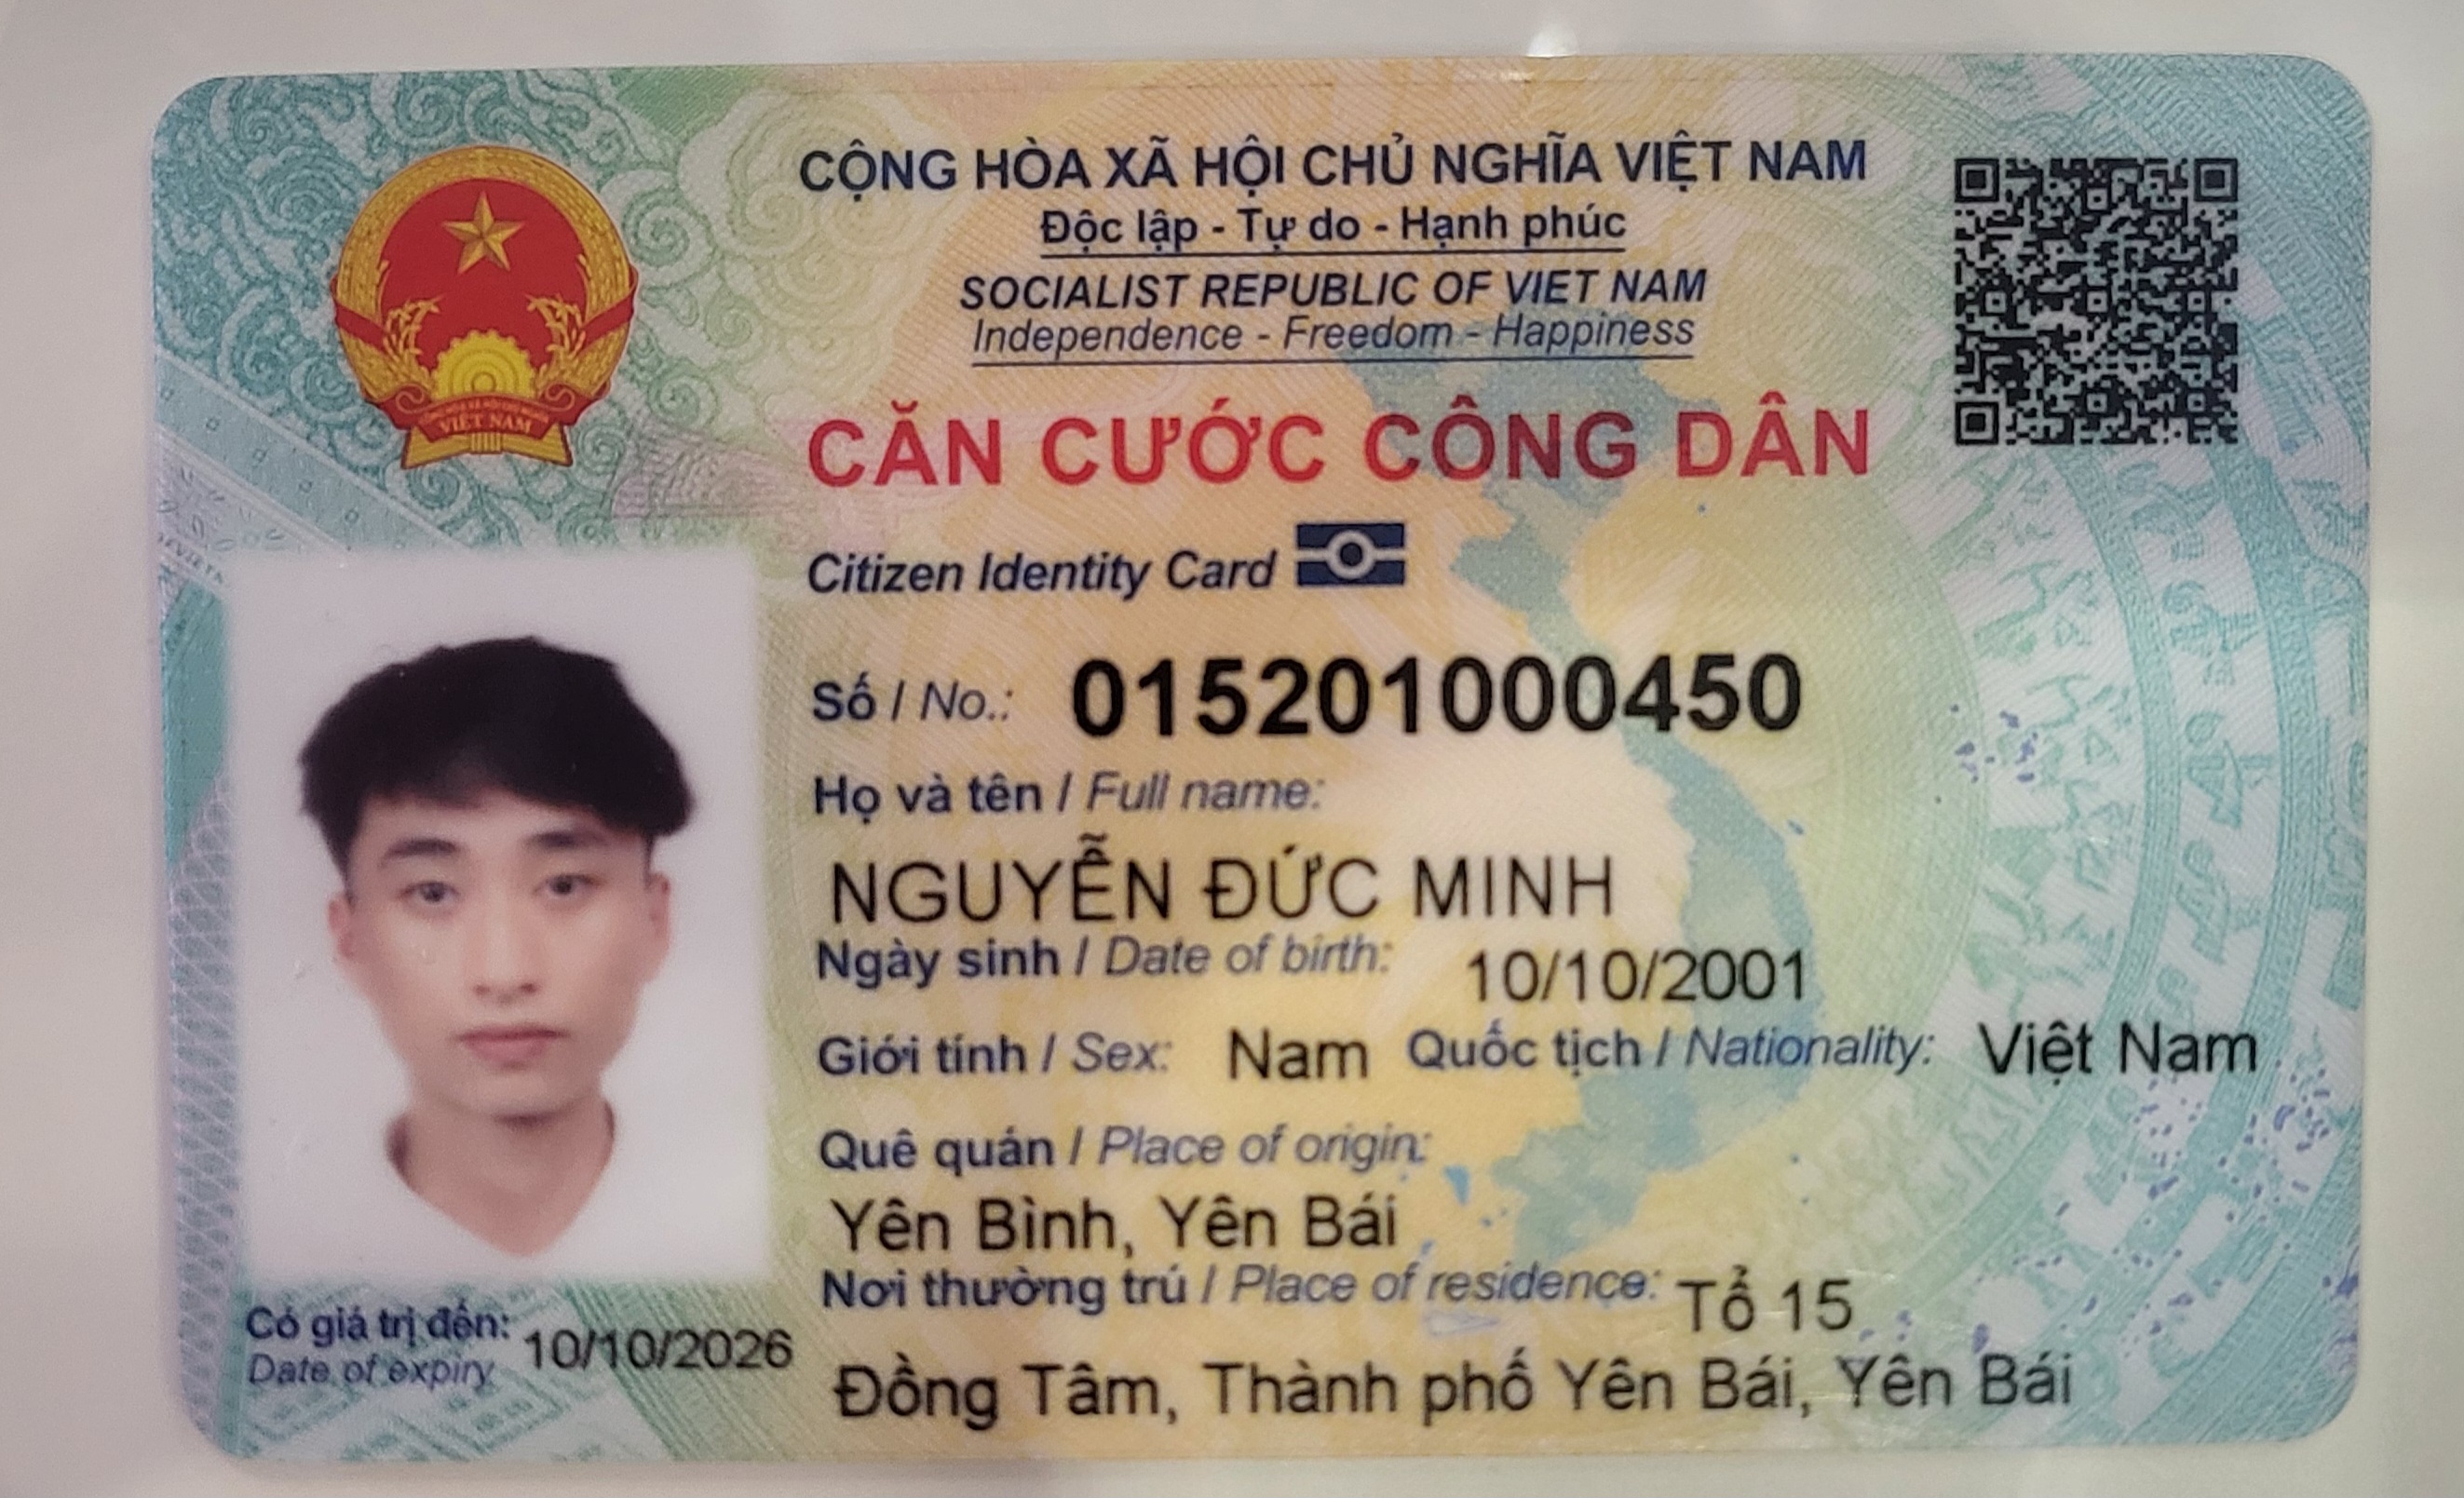 CỘNG HÒA XÃ HỘI CHỦ NGHĨA VIỆT NAM
Độc lập - Tự do - Hạnh phúc
SOCIALIST REPUBLIC OF VIET NAM
Independence - Freedom - Happiness
VIỆT NAM
CĂN CƯỚC CÔNG DÂN
Citizen Identity Card
Số / No.: 015201000450
Họ và tên / Full name:
NGUYỄN ĐỨC MINH
Ngày sinh / Date of birth: 10/10/2001
Giới tính / Sex: Nam Quốc tịch / Nationality: Việt Nam
Quê quán / Place of origin:
Yên Bình, Yên Bái
Nơi thường trú / Place of residence: Tổ 15
Đồng Tâm, Thành phố Yên Bái, Yên Bái
Có giá trị đến: 10/10/2026
Date of expiry